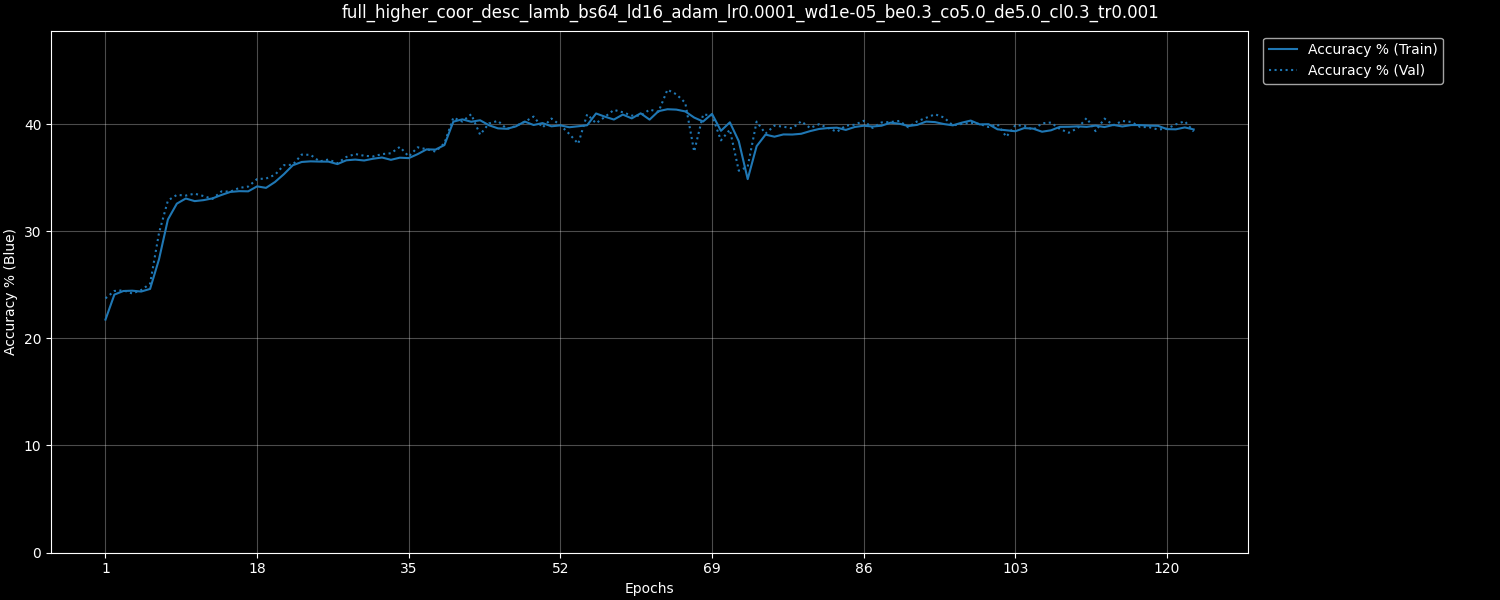 full_higher_coor_desc_lamb_bs64_ld16_adam_lr0.0001_wd1e-05_be0.3_co5.0_de5.0_cl0.3_tr0.001
Accuracy % (Train)
Accuracy % (Val)
Accuracy % (Blue)
40
30
20
10
0
1 18 35 52 69 86 103 120
Epochs